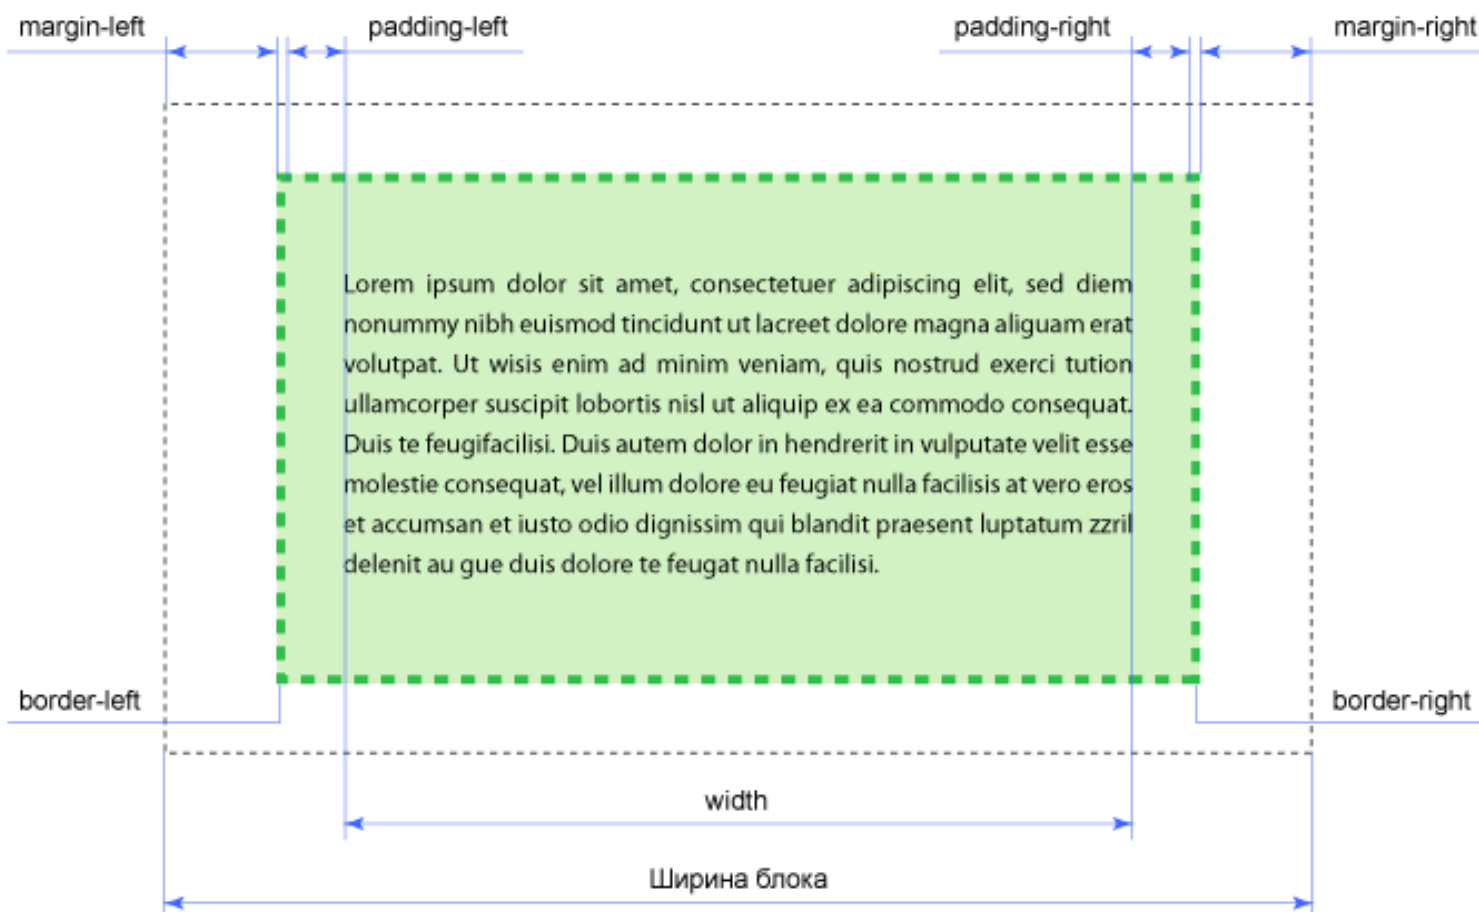 margin-left
padding-left
padding-right
margin-right
Lorem ipsum dolor sit amet, consectetuer adipiscing elit, sed diem
nonummy nibh euismod tincidunt ut lacreet dolore magna aliguam erat
volutpat. Ut wisis enim ad minim veniam, quis nostrud exerci tution
ullamcorper suscipit lobortis nisl ut aliquip ex ea commodo consequat.
Duis te feugifacilisi. Duis autem dolor in hendrerit in vulputate velit esse
molestie consequat, vel illum dolore eu feugiat nulla facilisis at vero eros
et accumsan et iusto odio dignissim qui blandit praesent luptatum zzril
delenit au gue duis dolore te feugat nulla facilisi.
border-left
border-right
width
Ширина блока